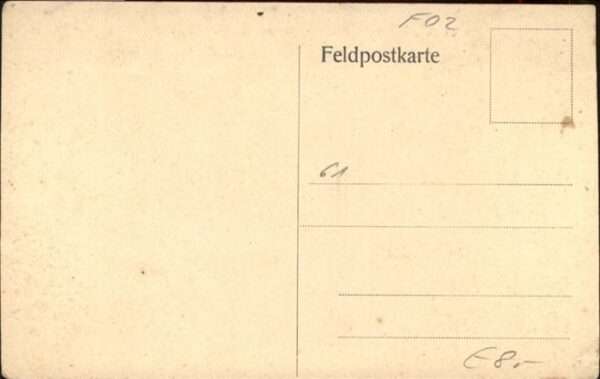 F02
Feldpostkarte
61
E 8,-